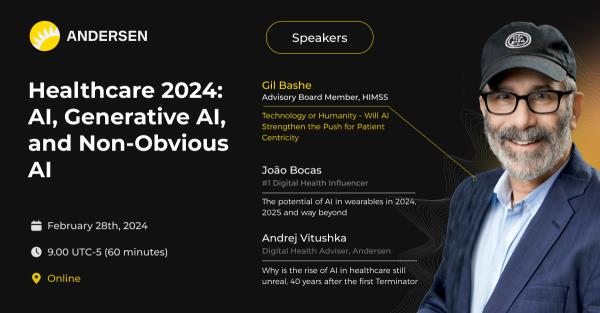 ANDERSEN
Healthcare 2024:
AI, Generative AI,
and Non-Obvious
AI
February 28th, 2024
9.00 UTC-5 (60 minutes)
Online
Speakers
Gil Bashe
Advisory Board Member, HIMSS
Technology or Humanity - Will AI
Strengthen the Push for Patient
Centricity
João Bocas
#1 Digital Health Influencer
The potential of AI in wearables in 2024,
2025 and way beyond
Andrej Vitushka
Digital Health Adviser, Andersen
Why is the rise of AI in healthcare still
unreal, 40 years after the first Terminator